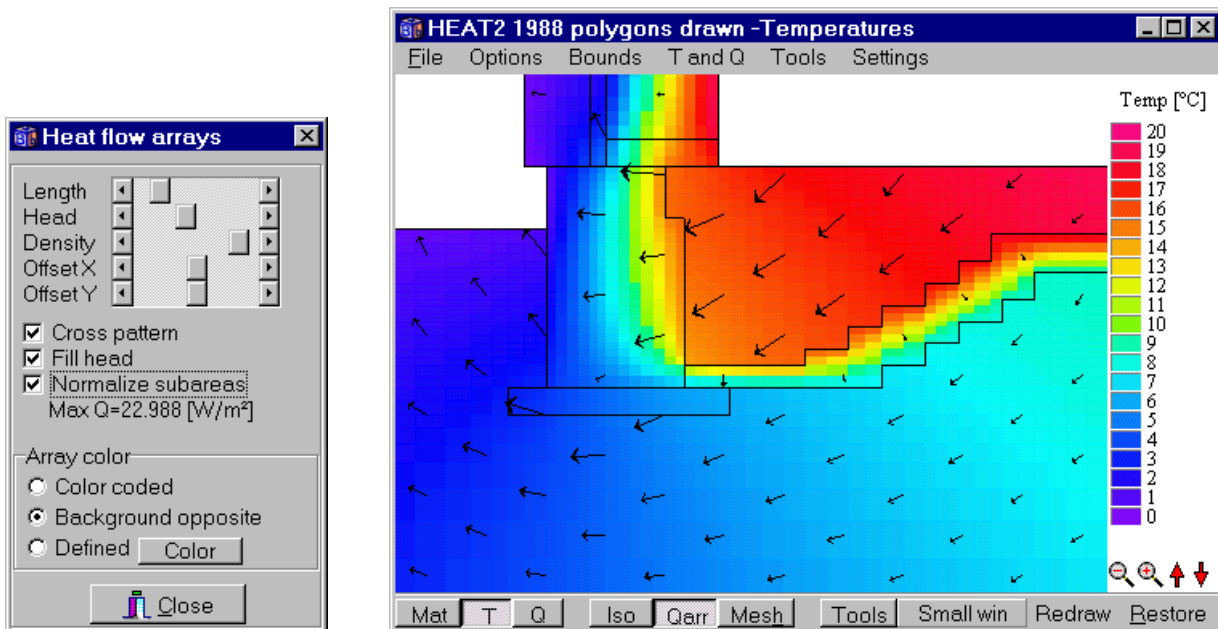 Heat flow arrays
Length
Head
Density
Offset X
Offset Y
Cross pattern
Fill head
Normalize subareas
Max Q=22.988 [W/m²]
Array color
Color coded
Background opposite
Defined Color
Close
HEAT2 1988 polygons drawn -Temperatures
File Options Bounds T and Q Tools Settings
Temp [°C]
20
19
18
17
16
15
14
13
12
11
10
9
8
7
6
5
4
3
2
1
0
Mat T Q Iso Qarr Mesh Tools Small win Redraw Restore